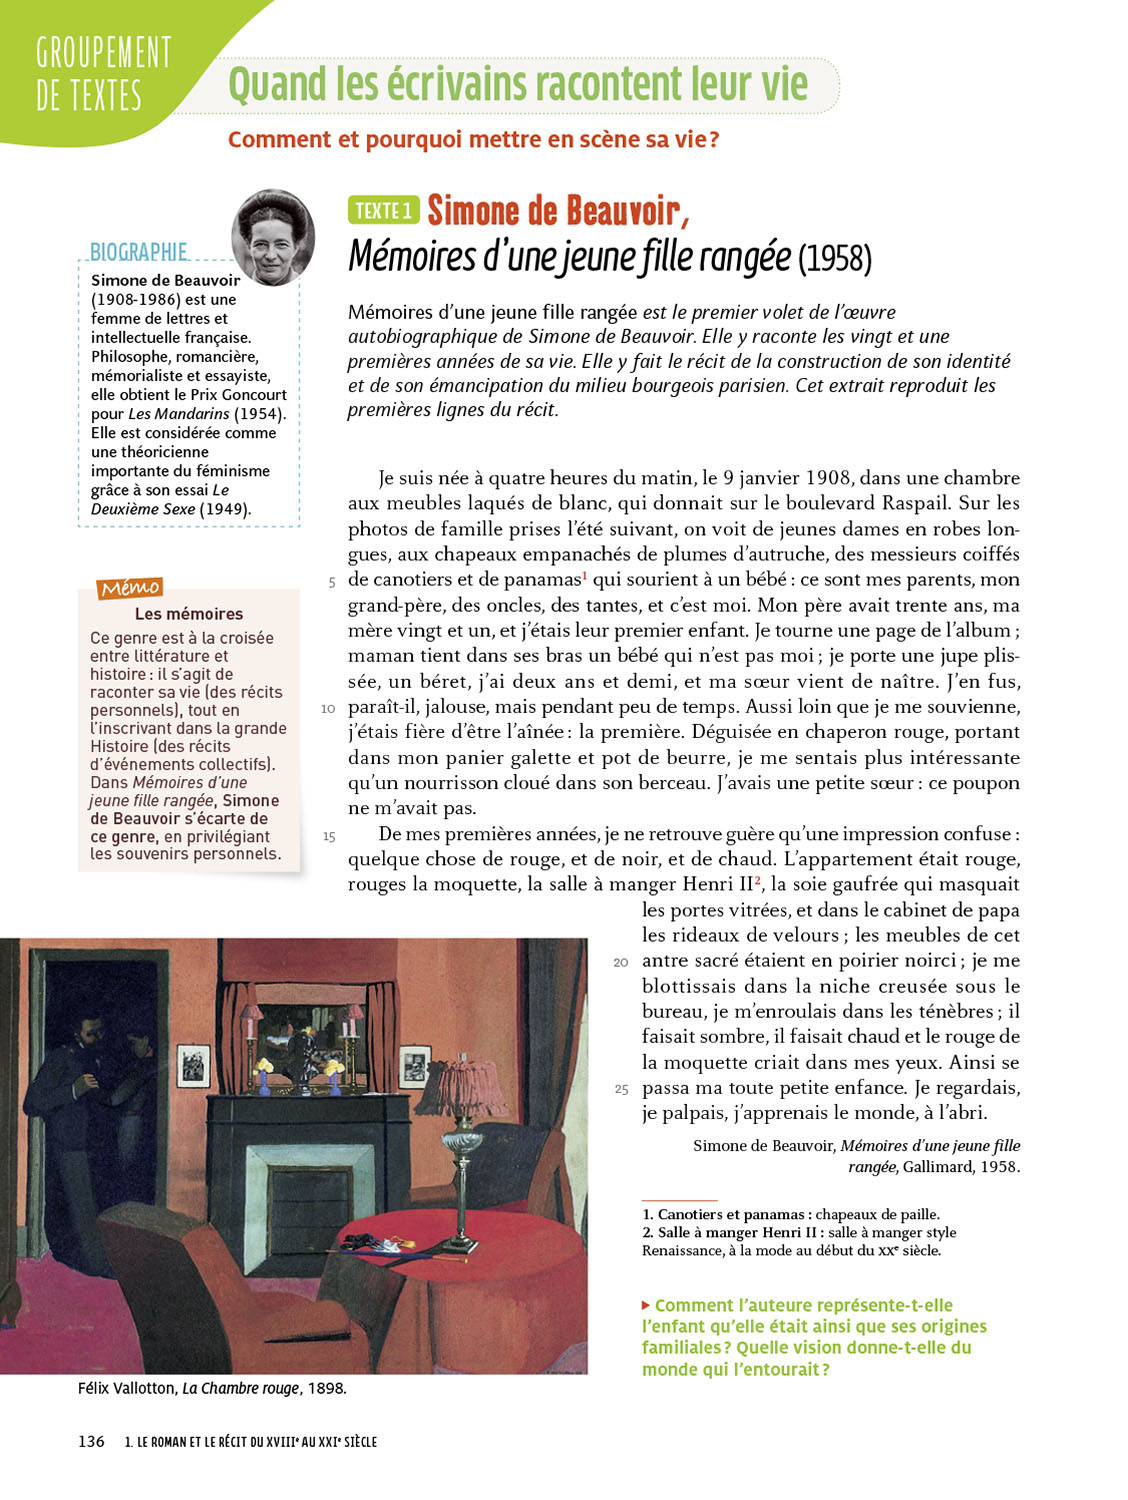 GROUPEMENT
DE TEXTES
Quand les écrivains racontent leur vie
Comment et pourquoi mettre en scène sa vie ?
BIOGRAPHIE
Simone de Beauvoir
(1908-1986) est une
femme de lettres et
intellectuelle française.
Philosophe, romancière,
mémorialiste et essayiste,
elle obtient le Prix Goncourt
pour Les Mandarins (1954).
Elle est considérée comme
une théoricienne
importante du féminisme
grâce à son essai Le
Deuxième Sexe (1949).
Mémo
Les mémoires
Ce genre est à la croisée
entre littérature et
histoire : il s’agit de
raconter sa vie (des récits
personnels), tout en
l’inscrivant dans la grande
Histoire (des récits
d’événements collectifs).
Dans Mémoires d’une
jeune fille rangée, Simone
de Beauvoir s’écarte de
ce genre, en privilégiant
les souvenirs personnels.
TEXTE 1 Simone de Beauvoir,
Mémoires d’une jeune fille rangée (1958)
Mémoires d’une jeune fille rangée est le premier volet de l’œuvre
autobiographique de Simone de Beauvoir. Elle y raconte les vingt et une
premières années de sa vie. Elle y fait le récit de la construction de son identité
et de son émancipation du milieu bourgeois parisien. Cet extrait reproduit les
premières lignes du récit.
Je suis née à quatre heures du matin, le 9 janvier 1908, dans une chambre
aux meubles laqués de blanc, qui donnait sur le boulevard Raspail. Sur les
photos de famille prises l’été suivant, on voit de jeunes dames en robes lon-
gues, aux chapeaux empanachés de plumes d’autruche, des messieurs coiffés
5 de canotiers et de panamas1 qui sourient à un bébé : ce sont mes parents, mon
grand-père, des oncles, des tantes, et c’est moi. Mon père avait trente ans, ma
mère vingt et un, et j’étais leur premier enfant. Je tourne une page de l’album ;
maman tient dans ses bras un bébé qui n’est pas moi ; je porte une jupe plis-
sée, un béret, j’ai deux ans et demi, et ma sœur vient de naître. J’en fus,
10 paraît-il, jalouse, mais pendant peu de temps. Aussi loin que je me souvienne,
j’étais fière d’être l’aînée : la première. Déguisée en chaperon rouge, portant
dans mon panier galette et pot de beurre, je me sentais plus intéressante
qu’un nourrisson cloué dans son berceau. J’avais une petite sœur : ce poupon
ne m’avait pas.
15 De mes premières années, je ne retrouve guère qu’une impression confuse :
quelque chose de rouge, et de noir, et de chaud. L’appartement était rouge,
rouges la moquette, la salle à manger Henri II2, la soie gaufrée qui masquait
les portes vitrées, et dans le cabinet de papa
les rideaux de velours ; les meubles de cet
20 antre sacré étaient en poirier noirci ; je me
blottissais dans la niche creusée sous le
bureau, je m’enroulais dans les ténèbres ; il
faisait sombre, il faisait chaud et le rouge de
la moquette criait dans mes yeux. Ainsi se
25 passa ma toute petite enfance. Je regardais,
je palpais, j’apprenais le monde, à l’abri.
Simone de Beauvoir, Mémoires d’une jeune fille
rangée, Gallimard, 1958.
1. Canotiers et panamas : chapeaux de paille.
2. Salle à manger Henri II : salle à manger style
Renaissance, à la mode au début du XXe siècle.
▸ Comment l’auteure représente-t-elle
l’enfant qu’elle était ainsi que ses origines
familiales ? Quelle vision donne-t-elle du
monde qui l’entourait ?
Félix Vallotton, La Chambre rouge, 1898.
136 1. LE ROMAN ET LE RÉCIT DU XVIIIe AU XXIe SIÈCLE